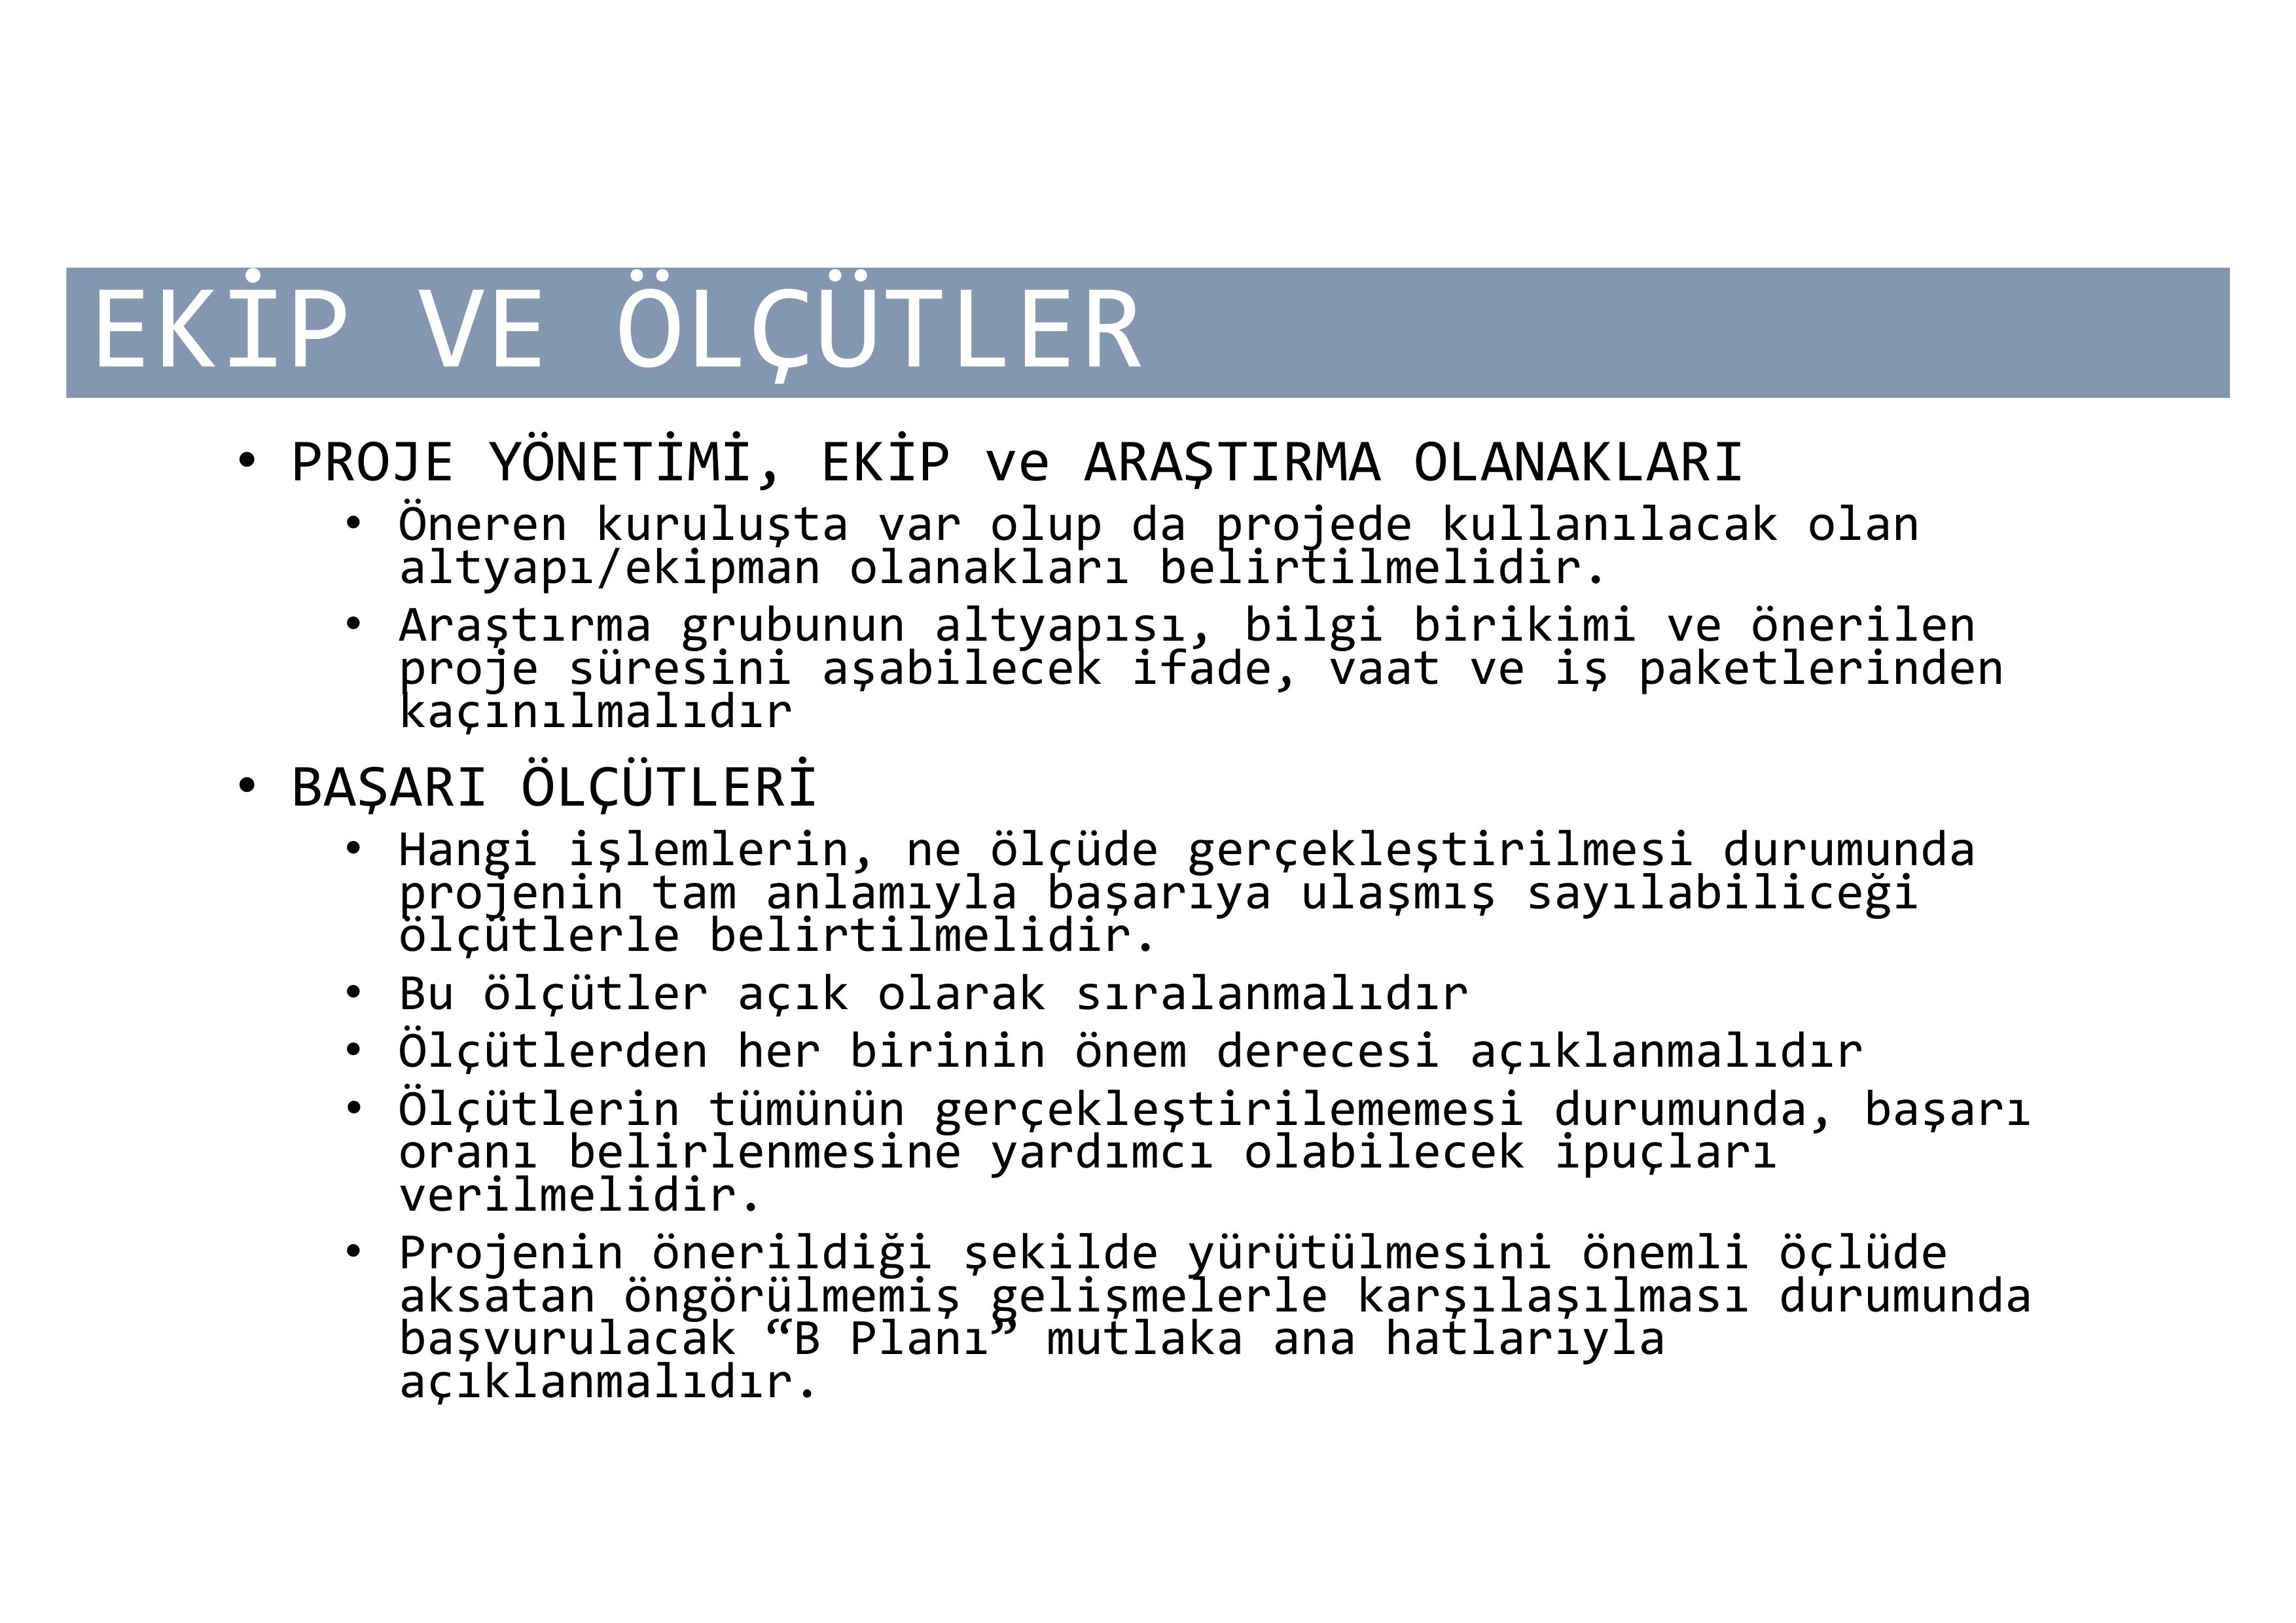 EKİP VE ÖLÇÜTLER
• PROJE YÖNETİMİ, EKİP ve ARAŞTIRMA OLANAKLARI
• Öneren kuruluşta var olup da projede kullanılacak olan
altyapı/ekipman olanakları belirtilmelidir.
• Araştırma grubunun altyapısı, bilgi birikimi ve önerilen
proje süresini aşabilecek ifade, vaat ve iş paketlerinden
kaçınılmalıdır
• BAŞARI ÖLÇÜTLERİ
• Hangi işlemlerin, ne ölçüde gerçekleştirilmesi durumunda
projenin tam anlamıyla başarıya ulaşmış sayılabiliceği
ölçütlerle belirtilmelidir.
• Bu ölçütler açık olarak sıralanmalıdır
• Ölçütlerden her birinin önem derecesi açıklanmalıdır
• Ölçütlerin tümünün gerçekleştirilememesi durumunda, başarı
oranı belirlenmesine yardımcı olabilecek ipuçları
verilmelidir.
• Projenin önerildiği şekilde yürütülmesini önemli öçlüde
aksatan öngörülmemiş gelişmelerle karşılaşılması durumunda
başvurulacak “B Planı” mutlaka ana hatlarıyla
açıklanmalıdır.